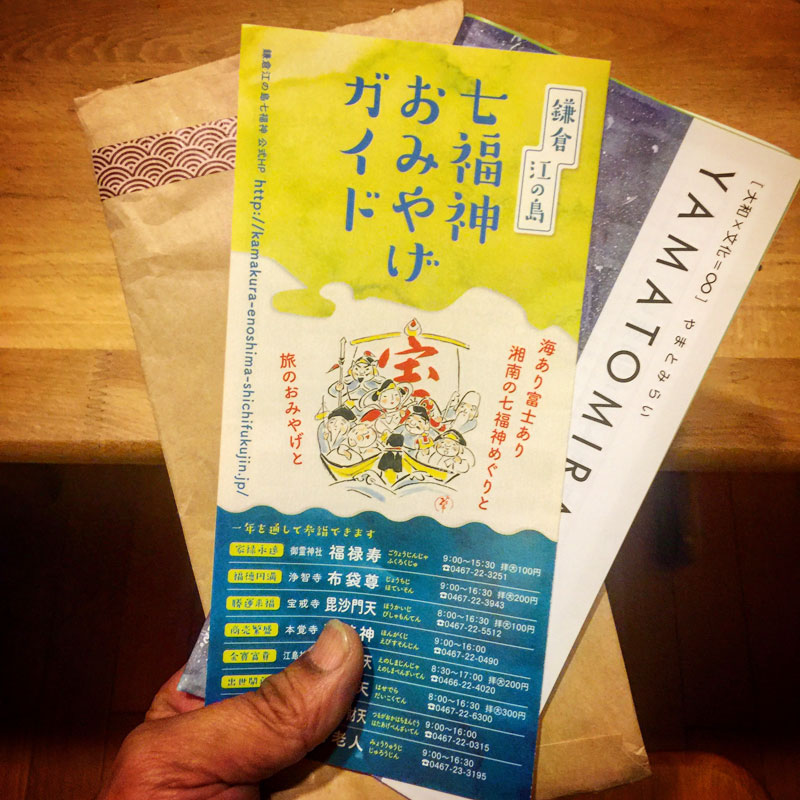 鎌倉 江の島
七福神
おみやげ
ガイド
鎌倉江の島七福神 公式HP http://kamakura-enoshima-shichifukujin.jp/
海あり富士あり
湘南の七福神めぐりと
旅のおみやげと
宝
一年を通して参詣できます
家禄永遠 御霊神社 福禄寿 ごりょうじんじゃ ふくろくじゅ 9:00〜15:30 拝大100円 ☎0467-22-3251
福徳円満 浄智寺 布袋尊 じょうちじ ほていそん 9:00〜16:30 拝大200円 ☎0467-22-3943
勝運来福 宝戒寺 毘沙門天 ほうかいじ びしゃもんてん 8:00〜16:30 拝大100円 ☎0467-22-5512
商売繁盛 本覚寺 神 ほんがくじ えびすそんじん 9:00〜16:00 ☎0467-22-0490
金宝富尊 江島 天 えのしまじんじゃ えのしまべんざいてん 8:30〜17:00 拝大200円 ☎0466-22-4020
出世開 天 はせでら だいこくてん 8:00〜16:30 拝大300円 ☎0467-22-6300
天 つるがおかはちまんぐう はたあげべんざいてん 9:00〜16:00 ☎0467-22-0315
老人 みょうりゅうじ じゅろうじん 9:00〜16:30 ☎0467-23-3195
[大和×文化=∞] やまとみらい
YAMATOMIRA